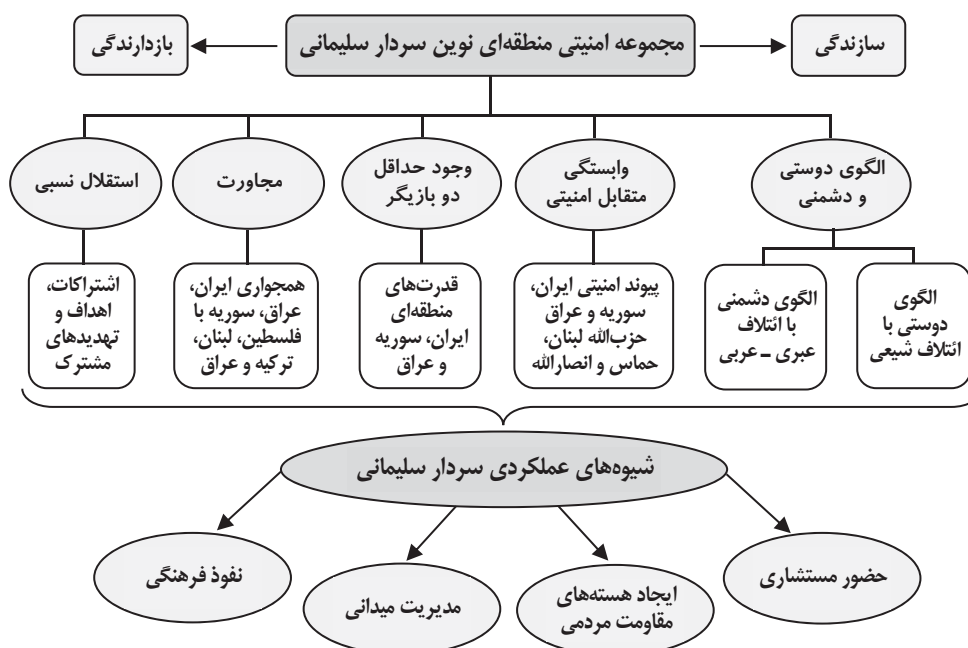 سازندگی
مجموعه امنیتی منطقه‌ای نوین سردار سلیمانی
بازدارندگی
الگوی دوستی
و دشمنی
وابستگی
متقابل امنیتی
وجود حداقل
دو بازیگر
مجاورت
استقلال نسبی
الگوی
دوستی با
ائتلاف شیعی
الگوی دشمنی
با ائتلاف
عبری ـ عربی
پیوند امنیتی ایران،
سوریه و عراق
حزب‌الله لبنان،
حماس و انصارالله
قدرت‌های
منطقه‌ای
ایران، سوریه
و عراق
همجواری ایران،
عراق، سوریه با
فلسطین، لبنان،
ترکیه و عراق
اشتراکات،
اهداف و
تهدیدهای
مشترک
شیوه‌های عملکردی سردار سلیمانی
حضور مستشاری
ایجاد هسته‌های
مقاومت مردمی
مدیریت میدانی
نفوذ فرهنگی